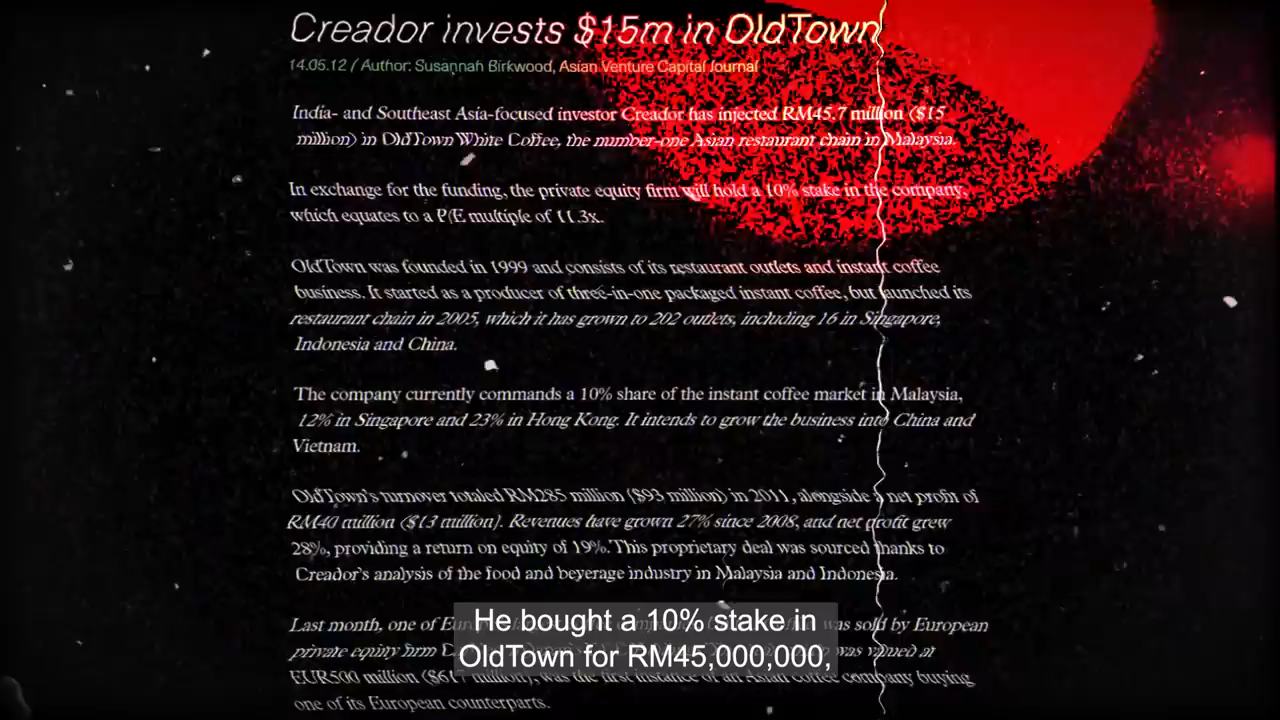 Creador invests $15m in OldTown
14.05.12 / Author: Susannah Birkwood, Asian Venture Capital Journal
India- and Southeast Asia-focused investor Creador has injected RM45.7 million ($15
million) in OldTown White Coffee, the number-one Asian restaurant chain in Malaysia.
In exchange for the funding, the private equity firm will hold a 10% stake in the company,
which equates to a P/E multiple of 11.3x.
OldTown was founded in 1999 and consists of its restaurant outlets and instant coffee
business. It started as a producer of three-in-one packaged instant coffee, but launched its
restaurant chain in 2005, which it has grown to 202 outlets, including 16 in Singapore,
Indonesia and China.
The company currently commands a 10% share of the instant coffee market in Malaysia,
12% in Singapore and 23% in Hong Kong. It intends to grow the business into China and
Vietnam.
OldTown's turnover totaled RM285 million ($93 million) in 2011, alongside a net profit of
RM40 million ($13 million). Revenues have grown 27% since 2008, and net profit grew
28%, providing a return on equity of 19%. This proprietary deal was sourced thanks to
Creador's analysis of the food and beverage industry in Malaysia and Indonesia.
Last month, one of was sold by European
private equity firm was valued at
EUR500 million was the first instance of an Asian coffee company buying
one of its European counterparts.
He bought a 10% stake in
OldTown for RM45,000,000,